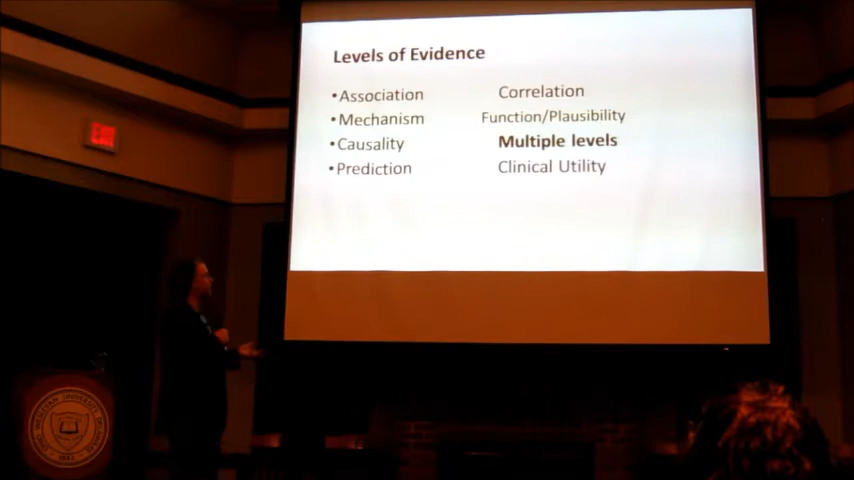 Levels of Evidence
•Association Correlation
•Mechanism Function/Plausibility
•Causality Multiple levels
•Prediction Clinical Utility
EXIT